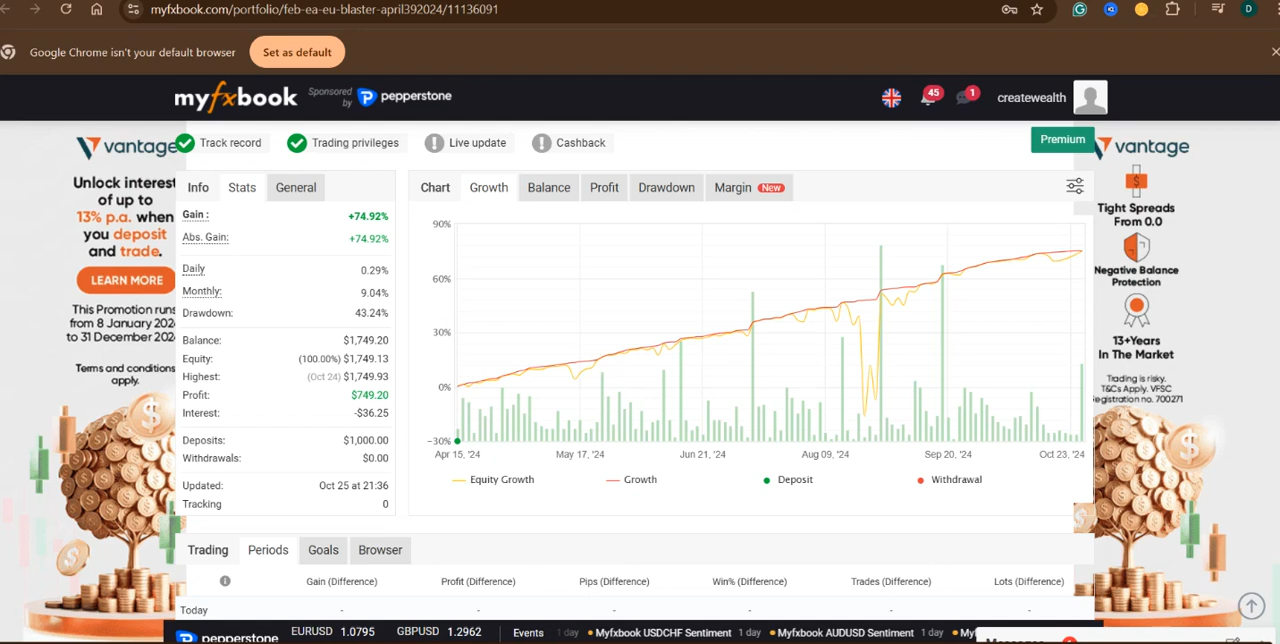 myfxbook.com/portfolio/feb-ea-eu-blaster-april392024/11136091
D
Google Chrome isn't your default browser
Set as default
myfxbook
Sponsored by
pepperstone
45
1
createwealth
Track record
Trading privileges
Live update
Cashback
Premium
vantage
Unlock interest
of up to
13% p.a. when
you deposit
and trade.
LEARN MORE
This Promotion runs
from 8 January 202
to 31 December 202
Terms and conditions
apply.
Info
Stats
General
Gain :
+74.92%
Abs. Gain:
+74.92%
Daily
0.29%
Monthly:
9.04%
Drawdown:
43.24%
Balance:
$1,749.20
Equity:
(100.00%) $1,749.13
Highest:
(Oct 24) $1,749.93
Profit:
$749.20
Interest:
-$36.25
Deposits:
$1,000.00
Withdrawals:
$0.00
Updated:
Oct 25 at 21:36
Tracking
0
Chart
Growth
Balance
Profit
Drawdown
Margin New
90%
60%
30%
0%
-30%
Apr 15, '24
May 17, '24
Jun 21, '24
Aug 09, '24
Sep 20, '24
Oct 23, '24
Equity Growth
Growth
Deposit
Withdrawal
vantage
$
Tight Spreads
From 0.0
Negative Balance
Protection
13+Years
In The Market
Trading is risky.
T&Cs Apply. VFSC
egistration no. 700271
Trading
Periods
Goals
Browser
Gain (Difference)
Profit (Difference)
Pips (Difference)
Win% (Difference)
Trades (Difference)
Lots (Difference)
Today
-
-
-
-
-
-
pepperstone
EURUSD 1.0795
GBPUSD 1.2962
Events
1 day
Myfxbook USDCHF Sentiment
1 day
Myfxbook AUDUSD Sentiment
1 day